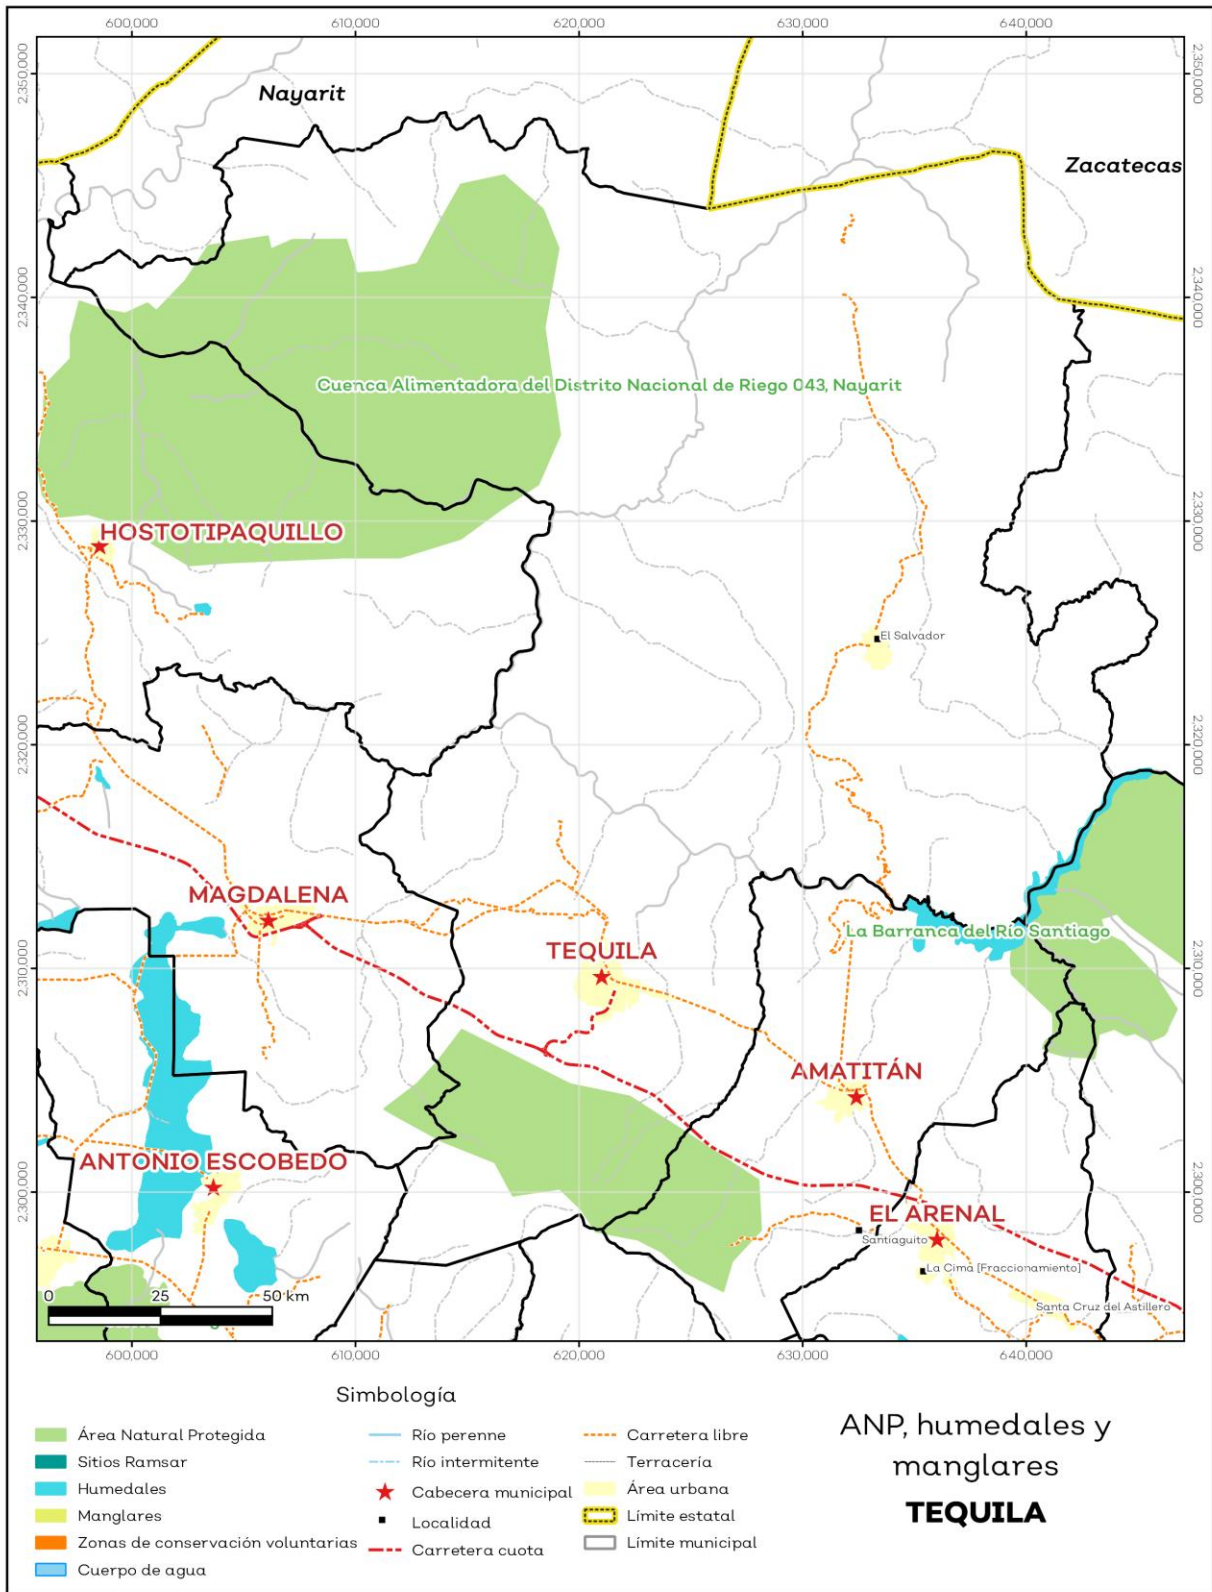 600,000
610,000
620,000
630,000
640,000
2,350,000
2,350,000
Nayarit
Zacatecas
2,340,000
2,340,000
Cuenca Alimentadora del Distrito Nacional de Riego 043, Nayarit
2,330,000
2,330,000
HOSTOTIPAQUILLO
El Salvador
2,320,000
2,320,000
MAGDALENA
La Barranca del Río Santiago
TEQUILA
2,310,000
2,310,000
AMATITÁN
ANTONIO ESCOBEDO
2,300,000
2,300,000
EL ARENAL
Santiaguito
La Cima [Fraccionamiento]
0 25 50 km
Santa Cruz del Astillero
600,000
610,000
620,000
630,000
640,000
Simbología
Área Natural Protegida
Sitios Ramsar
Humedales
Manglares
Zonas de conservación voluntarias
Cuerpo de agua
Río perenne
Río intermitente
Cabecera municipal
Localidad
Carretera cuota
Carretera libre
Terracería
Área urbana
Límite estatal
Límite municipal
ANP, humedales y
manglares
TEQUILA